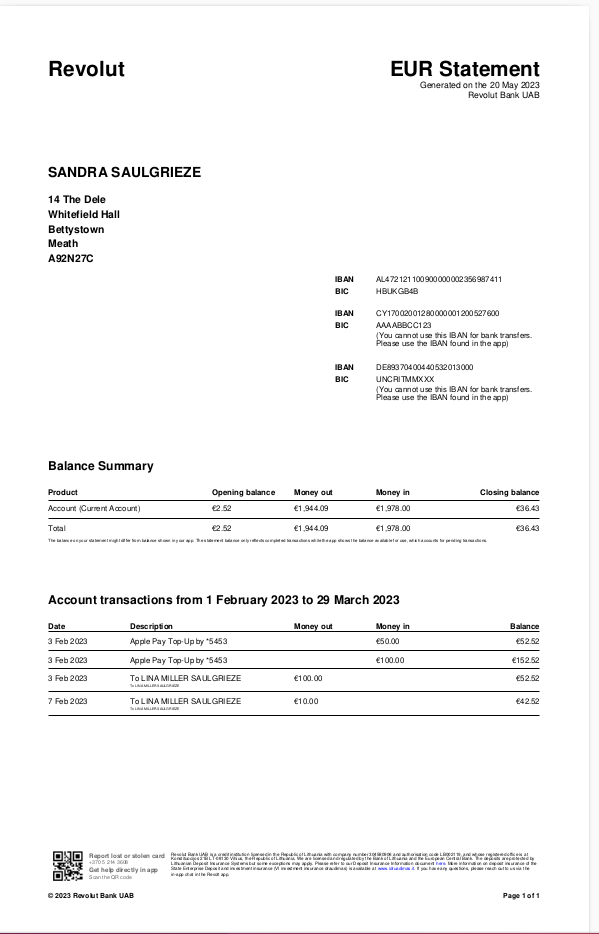 Revolut
EUR Statement
Generated on the 20 May 2023
Revolut Bank UAB
SANDRA SAULGRIEZE
14 The Dele
Whitefield Hall
Bettystown
Meath
A92N27C
IBAN AL47212110090000002356987411
BIC HBUKGB4B
IBAN CY17002001280000001200527600
BIC AAAABBCC123
(You cannot use this IBAN for bank transfers.
Please use the IBAN found in the app)
IBAN DE89370400440532013000
BIC UNCRITMMXXX
(You cannot use this IBAN for bank transfers.
Please use the IBAN found in the app)
Balance Summary
Product Opening balance Money out Money in Closing balance
Account (Current Account) €2.52 €1,944.09 €1,978.00 €36.43
Total €2.52 €1,944.09 €1,978.00 €36.43
The balance on your statement might differ from balance shown in your app. The statement balance only reflects completed transactions while the app shows the balance available for use, which accounts for pending transactions.
Account transactions from 1 February 2023 to 29 March 2023
Date Description Money out Money in Balance
3 Feb 2023 Apple Pay Top-Up by *5453 €50.00 €52.52
3 Feb 2023 Apple Pay Top-Up by *5453 €100.00 €152.52
3 Feb 2023 To LINA MILLER SAULGRIEZE €100.00 €52.52
To LINA MILLER SAULGRIEZE
7 Feb 2023 To LINA MILLER SAULGRIEZE €10.00 €42.52
To LINA MILLER SAULGRIEZE
Report lost or stolen card
+370 5 214 3608
Get help directly in app
Scan the QR code
Revolut Bank UAB is a credit institution licensed in the Republic of Lithuania with company number 304580906 and authorisation code LB002119, and whose registered office is at
Konstitucijos 21B LT-08130 Vilnius, the Republic of Lithuania. We are licensed and regulated by the Bank of Lithuania and the European Central Bank. The deposits are protected by
Lithuanian Deposit Insurance System but some exceptions may apply. Please refer to our Deposit Insurance Information document here. More information on deposit insurance of the
State Enterprise Deposit and Investment Insurance (VĮ Indėlių ir investicijų draudimas) is available at www.iidraudimas.lt. If you have any questions, please reach out to us via the
in-app chat in the Revolut app.
© 2023 Revolut Bank UAB
Page 1 of 1